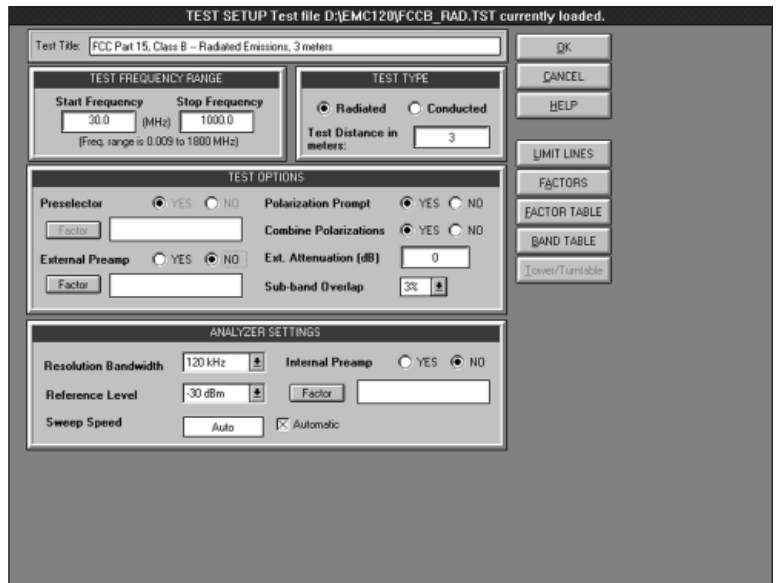 TEST SETUP Test file D:\EMC120\FCCB_RAD.TST currently loaded.
Test Title: FCC Part 15, Class B -- Radiated Emissions, 3 meters
TEST FREQUENCY RANGE
Start Frequency Stop Frequency
30.0 (MHz) 1000.0
(Freq. range is 0.009 to 1800 MHz)
TEST TYPE
Radiated Conducted
Test Distance in meters: 3
TEST OPTIONS
Preselector YES NO
Factor
External Preamp YES NO
Factor
Polarization Prompt YES NO
Combine Polarizations YES NO
Ext. Attenuation (dB) 0
Sub-band Overlap 3%
ANALYZER SETTINGS
Resolution Bandwidth 120 kHz
Reference Level -30 dBm
Sweep Speed Auto Automatic
Internal Preamp YES NO
Factor
OK
CANCEL
HELP
LIMIT LINES
FACTORS
FACTOR TABLE
BAND TABLE
Tower/Turntable